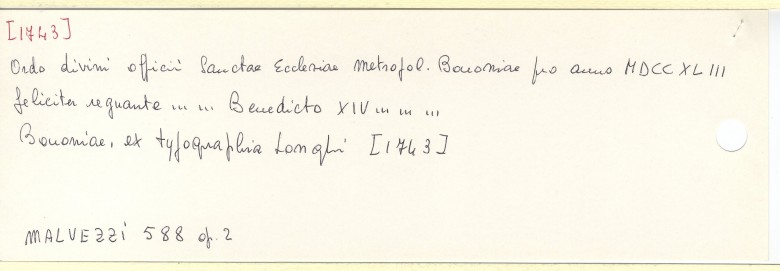 [1743]
Ordo divini officii Sanctae Ecclesiae Metropol. Bononiae pro anno MDCCXLIII
feliciter regnante ... ... Benedicto XIV ... ... ...
Bononiae, ex typographia Longhi [1743]
MALVEZZI 588 op. 2